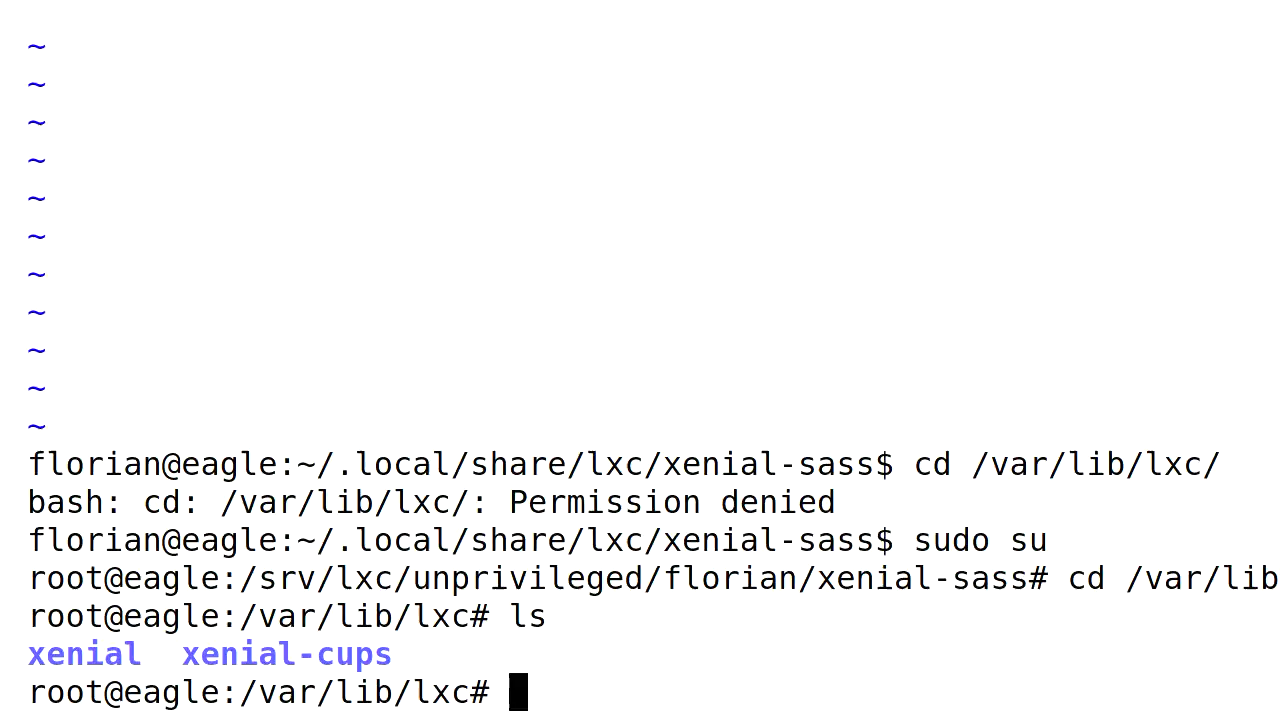 ~
~
~
~
~
~
~
~
~
~
~
florian@eagle:~/.local/share/lxc/xenial-sass$ cd /var/lib/lxc/
bash: cd: /var/lib/lxc/: Permission denied
florian@eagle:~/.local/share/lxc/xenial-sass$ sudo su
root@eagle:/srv/lxc/unprivileged/florian/xenial-sass# cd /var/lib
root@eagle:/var/lib/lxc# ls
xenial  xenial-cups
root@eagle:/var/lib/lxc#